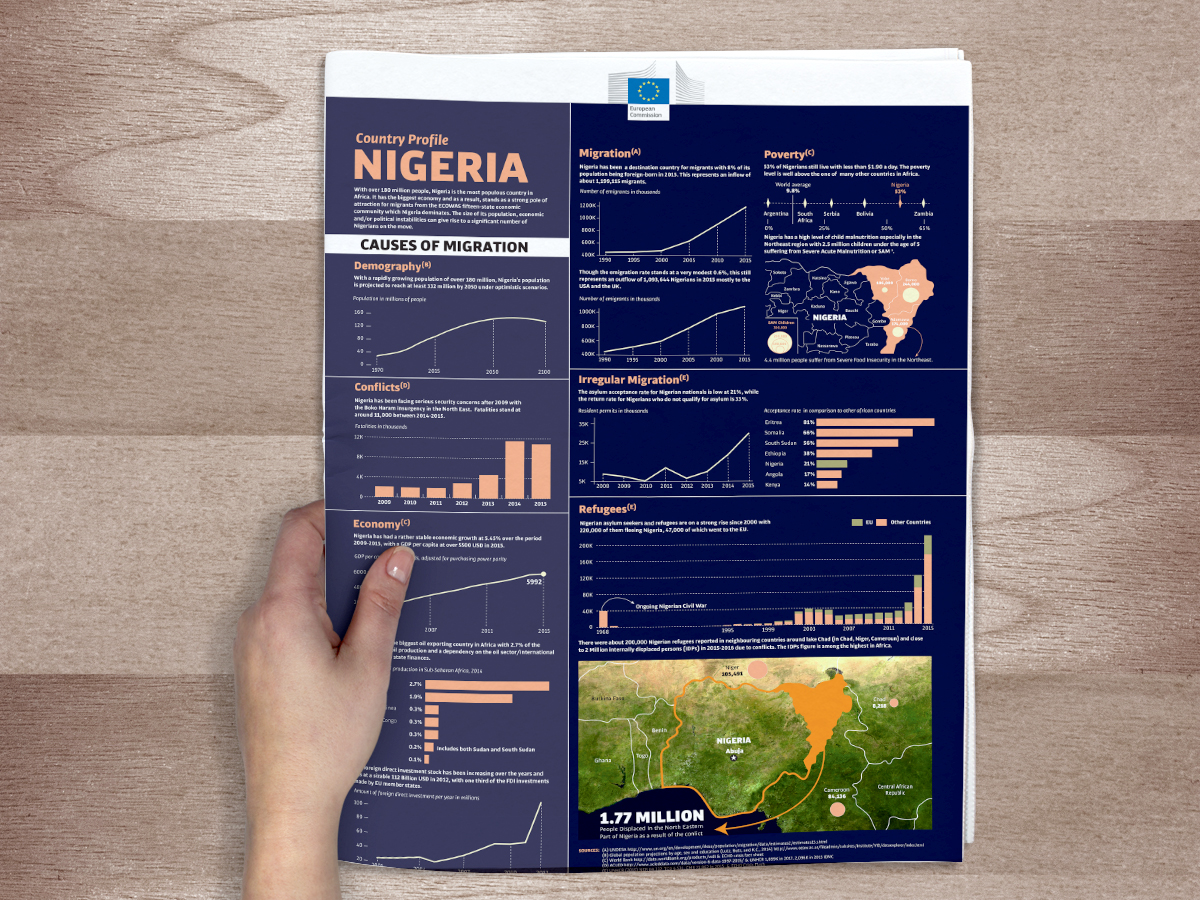 European
Commission
Country Profile
NIGERIA
With over 180 million people, Nigeria is the most populous country in
Africa. It has the biggest economy and as a result, stands as a strong pole of
attraction for migrants from the ECOWAS fifteen-state economic
community which Nigeria dominates. The size of its population, economic
and/or political instabilities can give rise to a significant number of
Nigerians on the move.
CAUSES OF MIGRATION
Demography(B)
With a rapidly growing population of owver 180 million, Nigeria's population
is projected to reach at least 332 million by 2050 under optimistic scenarios.
Population in millions of people
160
120
80
40
0
1970 2015 2050 2100
Conflicts(D)
Nigeria has been facing serious security concerns after 2009 with
the Boko Haram Insurgency in the North East. Fatalities stand at
around 11,000 between 2014-2015.
Fatalities in thousands
12K
8K
4K
0
2009 2010 2011 2012 2013 2014 2015
Economy(C)
Nigeria has had a rather stable economic growth at 5.43% over the period
2009-2015, with a GDP per capita at over 5500 USD in 2015.
GDP per adjusted for purchasing power parity
6000
5992
2007 2011 2015
biggest oil exporting country in Africa with 2.7% of the
production and a dependency on the oil sector/international
state finances.
production in Sub Saharan Africa, 2014
2.7%
1.9%
0.3%
0.3%
0.3%
0.2% Includes both Sudan and South Sudan
0.1%
foreign direct investment stock has been increasing over the years and
at a sizable 112 Billion USD in 2012, with one third of the FDI investments
made by EU member states.
Amount of foreign direct investment per year in millions
100
80
60
40
20
Migration(A)
Nigeria has been a destination country for migrants with 6% of its
population being foreign-born in 2015. This represents an inflow of
about 1,199,115 migrants.
Number of emigrants in thousands
1200K
1000K
800K
600K
400K
1990 1995 2000 2005 2010 2015
Though the emigration rate stands at a very modest 0.6%, this still
represents an outflow of 1,093,644 Nigerians in 2015 mostly to the
USA and the UK.
Number of emigrants in thousands
1000K
800K
600K
400K
1990 1995 2000 2005 2010 2015
Poverty(C)
53% of Nigerians still live with less than $1.90 a day. The poverty
level is well above the one of many other countries in Africa.
World average
9.8%
Nigeria
53%
Argentina South Africa Serbia Bolivia Zambia
0% 25% 50% 65%
Nigeria has a high level of child malnutrition especially in the
Northeast region with 2.5 million children under the age of 5
suffering from Severe Acute Malnutrition or SAM
Sokoto
Zamfara
Kebbi
Niger
Kaduna
Kano
Jigawa
Bauchi
Gombe
Plateau
Nassarawa
Taraba
NIGERIA
SAM Children
4.4 million people suffer from Severe Food Insecurity in the Northeast.
Irregular Migration(E)
The asylum acceptance rate for Nigerian nationals is low at 21%, while
the return rate for Nigerians who do not qualify for asylum is 33%.
Resident permits in thousands
35K
25K
15K
5K
2008 2009 2010 2011 2012 2013 2014 2015
Acceptance rate in comparison to other african countries
Eritrea 81%
Somalia 66%
South Sudan 56%
Ethiopia 38%
Nigeria 21%
Angola 17%
Kenya 14%
Refugees(E)
Nigerian asylum seekers and refugees are on a strong rise since 2000 with
220,000 of them fleeing Nigeria, 47,000 of which went to the EU.
EU Other Countries
200K
160K
120K
80K
40K
0
Ongoing Nigerian Civil War
1968 1995 1999 2003 2007 2011 2015
There were about 200,000 Nigerian refugees reported in neighbouring countries around lake Chad (in Chad, Niger, Cameroun) and close
to 2 Million internally displaced persons (IDPs) in 2015-2016 due to conflicts. The IDPs figure is among the highest in Africa.
Niger
105,491
Burkina Faso
Benin
Togo
Ghana
NIGERIA
Abuja
Chad
Cameroon
Central African
Republic
1.77 MILLION
People Displaced in the North Eastern
Part of Nigeria as a result of the conflict
SOURCES: